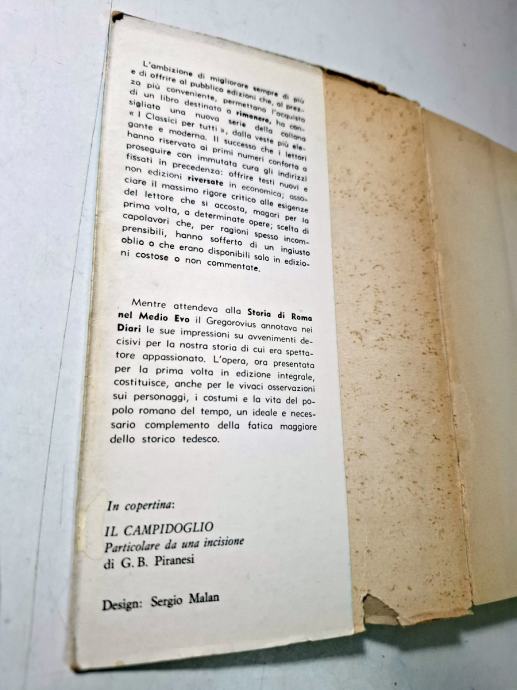 L'ambizione di migliorare sempre di più
e di offrire al pubblico edizioni che, al prez-
za più conveniente, permettano l'acquisto
di un libro destinato a rimanere, ha con-
sigliato una nuova serie della collana
« I Classici per tutti », dalla veste più ele-
gante e moderna. Il successo che i lettori
hanno riservato ai primi numeri conforta a
proseguire con immutata cura gli indirizzi
fissati in precedenza: offrire testi nuovi e
non edizioni riversate in economica; asso-
ciare il massimo rigore critico alle esigenze
del lettore che si accosta, magari per la
prima volta, a determinate opere; scelta di
capolavori che, per ragioni spesso incom-
prensibili, hanno sofferto di un ingiusto
oblio o che erano disponibili solo in edizio-
ni costose o non commentate.
Mentre attendeva alla Storia di Roma
nel Medio Evo il Gregorovius annotava nei
Diari le sue impressioni su avvenimenti de-
cisivi per la nostra storia di cui era spetta-
tore appassionato. L'opera, ora presentata
per la prima volta in edizione integrale,
costituisce, anche per le vivaci osservazioni
sui personaggi, i costumi e la vita del po-
polo romano del tempo, un ideale e neces-
sario complemento della fatica maggiore
dello storico tedesco.
In copertina:
IL CAMPIDOGLIO
Particolare da una incisione
di G. B. Piranesi
Design: Sergio Malan